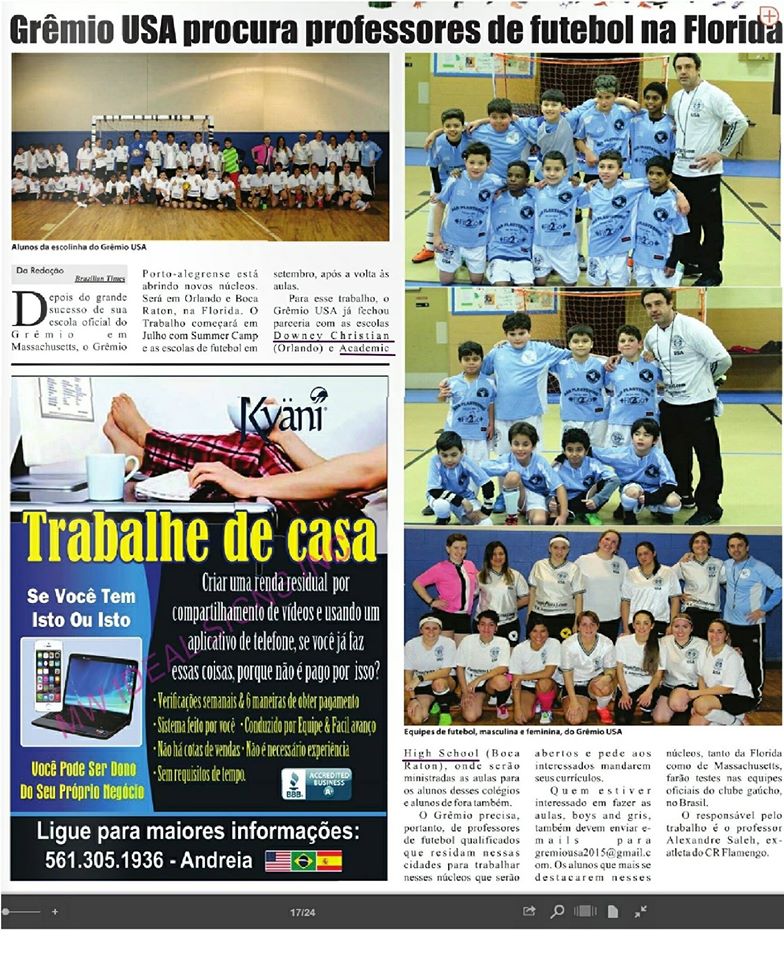 Grêmio USA procura professores de futebol na Florida
Alunos da escolinha do Grêmio USA
Da Redação
Brazilian Times
Depois do grande
sucesso de sua
escola oficial do
Grêmio em
Massachusetts, o Grêmio
Porto-alegrense está
abrindo novos núcleos.
Será em Orlando e Boca
Raton, na Florida. O
Trabalho começará em
Julho com Summer Camp
e as escolas de futebol em
setembro, após a volta às
aulas.
Para esse trabalho, o
Grêmio USA já fechou
parceria com as escolas
Downey Christian
(Orlando) e Academic
Equipes de futebol, masculina e feminina, do Grêmio USA
High School (Boca
Raton), onde serão
ministradas as aulas para
os alunos desses colégios
e alunos de fora também.
O Grêmio precisa,
portanto, de professores
de futebol qualificados
que residam nessas
cidades para trabalhar
nesses núcleos que serão
abertos e pede aos
interessados mandarem
seus currículos.
Quem estiver
interessado em fazer as
aulas, boys and gris,
também devem enviar e-
mails para
gremiousa2015@gmail.c
om. Os alunos que mais se
destacarem nesses
núcleos, tanto da Florida
como de Massachusetts,
farão testes nas equipes
oficiais do clube gaúcho,
no Brasil.
O responsável pelo
trabalho é o professor
Alexandre Saleh, ex-
atleta do CR Flamengo.
Kyäni
Trabalhe de casa
Se Você Tem
Isto Ou Isto
Você Pode Ser Dono
Do Seu Próprio Negócio
Criar uma renda residual por
compartilhamento de vídeos e usando um
aplicativo de telefone, se você já faz
essas coisas, porque não é pago por isso?
• Verificações semanais & 6 maneiras de obter pagamento
• Sistema feito por você • Conduzido por Equipe & Facil avanço
• Não há cotas de vendas • Não é necessário experiência
• Sem requisitos de tempo.
BBB
ACCREDITED
BUSINESS
A+
MW IDEAL SIGNS INC
Ligue para maiores informações:
561.305.1936 - Andreia
USA
USA
17/24